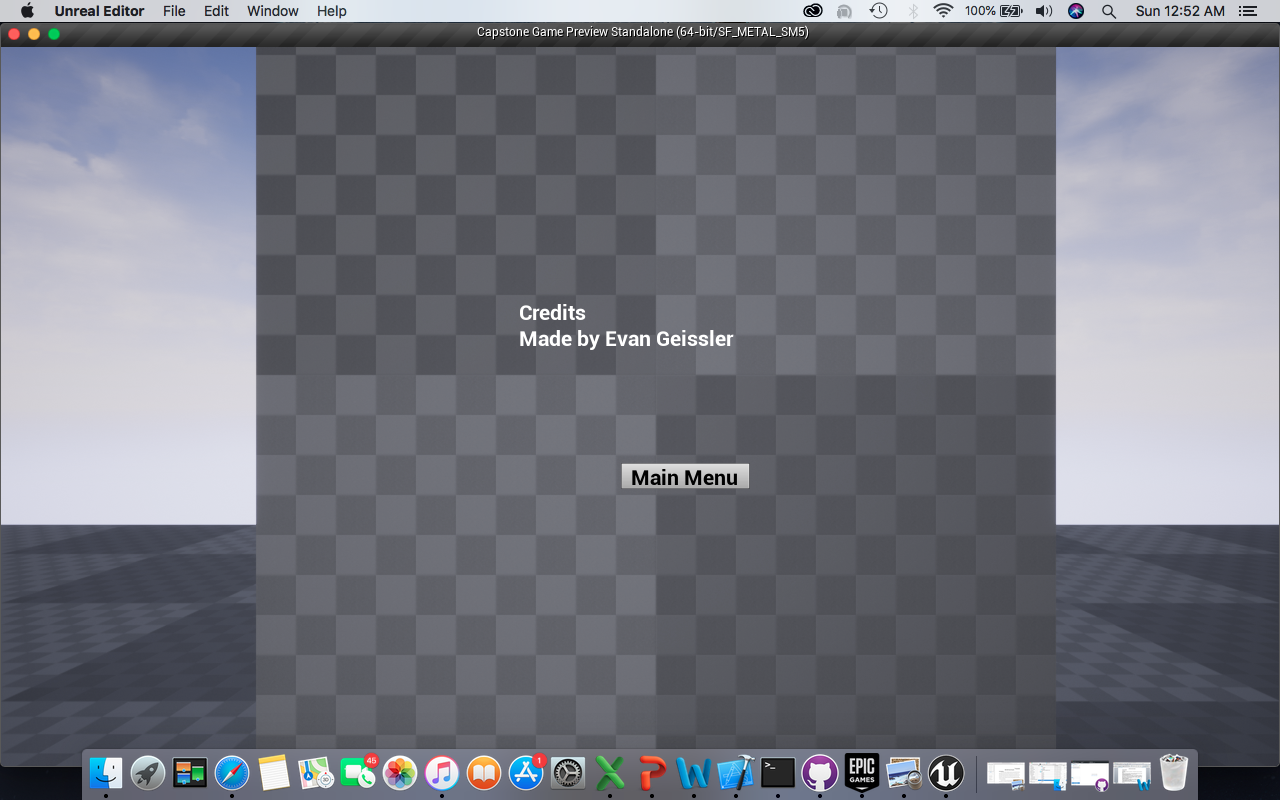 Unreal Editor File Edit Window Help 100% Sun 12:52 AM
Capstone Game Preview Standalone (64-bit/SF_METAL_SM5)
Credits
Made by Evan Geissler
Main Menu
46
1
EPIC
GAMES